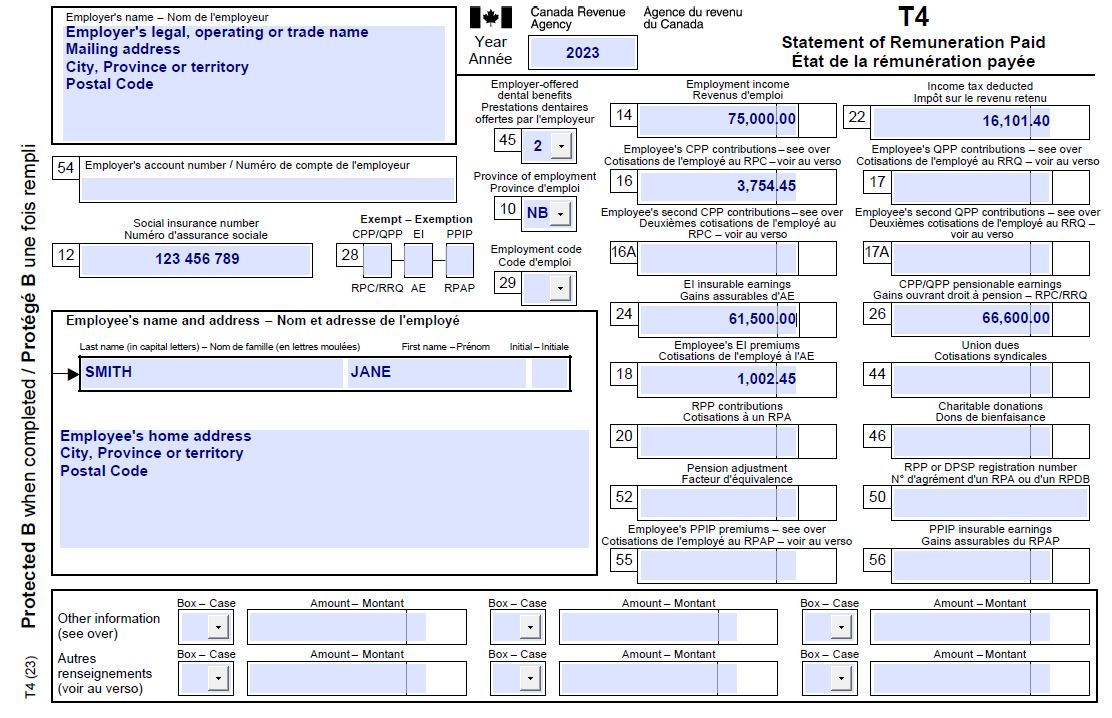 Employer's name – Nom de l'employeur
Employer's legal, operating or trade name
Mailing address
City, Province or territory
Postal Code
Canada Revenue Agency
Agence du revenu du Canada
Year
Année
2023
T4
Statement of Remuneration Paid
État de la rémunération payée
Employer-offered
dental benefits
Prestations dentaires
offertes par l'employeur
45
2
Employment income
Revenus d'emploi
14
75,000.00
Income tax deducted
Impôt sur le revenu retenu
22
16,101.40
54
Employer's account number / Numéro de compte de l'employeur
Province of employment
Province d'emploi
10
NB
Employee's CPP contributions – see over
Cotisations de l'employé au RPC – voir au verso
16
3,754.45
Employee's QPP contributions – see over
Cotisations de l'employé au RRQ – voir au verso
17
Social insurance number
Numéro d'assurance sociale
12
123 456 789
Exempt – Exemption
CPP/QPP EI PPIP
28
RPC/RRQ AE RPAP
Employment code
Code d'emploi
29
Employee's second CPP contributions – see over
Deuxièmes cotisations de l'employé au
RPC – voir au verso
16A
Employee's second QPP contributions – see over
Deuxièmes cotisations de l'employé au RRQ –
voir au verso
17A
EI insurable earnings
Gains assurables d'AE
24
61,500.00
CPP/QPP pensionable earnings
Gains ouvrant droit à pension – RPC/RRQ
26
66,600.00
Employee's name and address – Nom et adresse de l'employé
Last name (in capital letters) – Nom de famille (en lettres moulées) First name – Prénom Initial – Initiale
SMITH JANE
Employee's home address
City, Province or territory
Postal Code
Employee's EI premiums
Cotisations de l'employé à l'AE
18
1,002.45
Union dues
Cotisations syndicales
44
RPP contributions
Cotisations à un RPA
20
Charitable donations
Dons de bienfaisance
46
Pension adjustment
Facteur d'équivalence
52
RPP or DPSP registration number
N° d'agrément d'un RPA ou d'un RPDB
50
Employee's PPIP premiums – see over
Cotisations de l'employé au RPAP – voir au verso
55
PPIP insurable earnings
Gains assurables du RPAP
56
Other information
(see over)
Box – Case Amount – Montant Box – Case Amount – Montant Box – Case Amount – Montant
Autres
renseignements
(voir au verso)
Box – Case Amount – Montant Box – Case Amount – Montant Box – Case Amount – Montant
T4 (23)
Protected B when completed / Protégé B une fois rempli